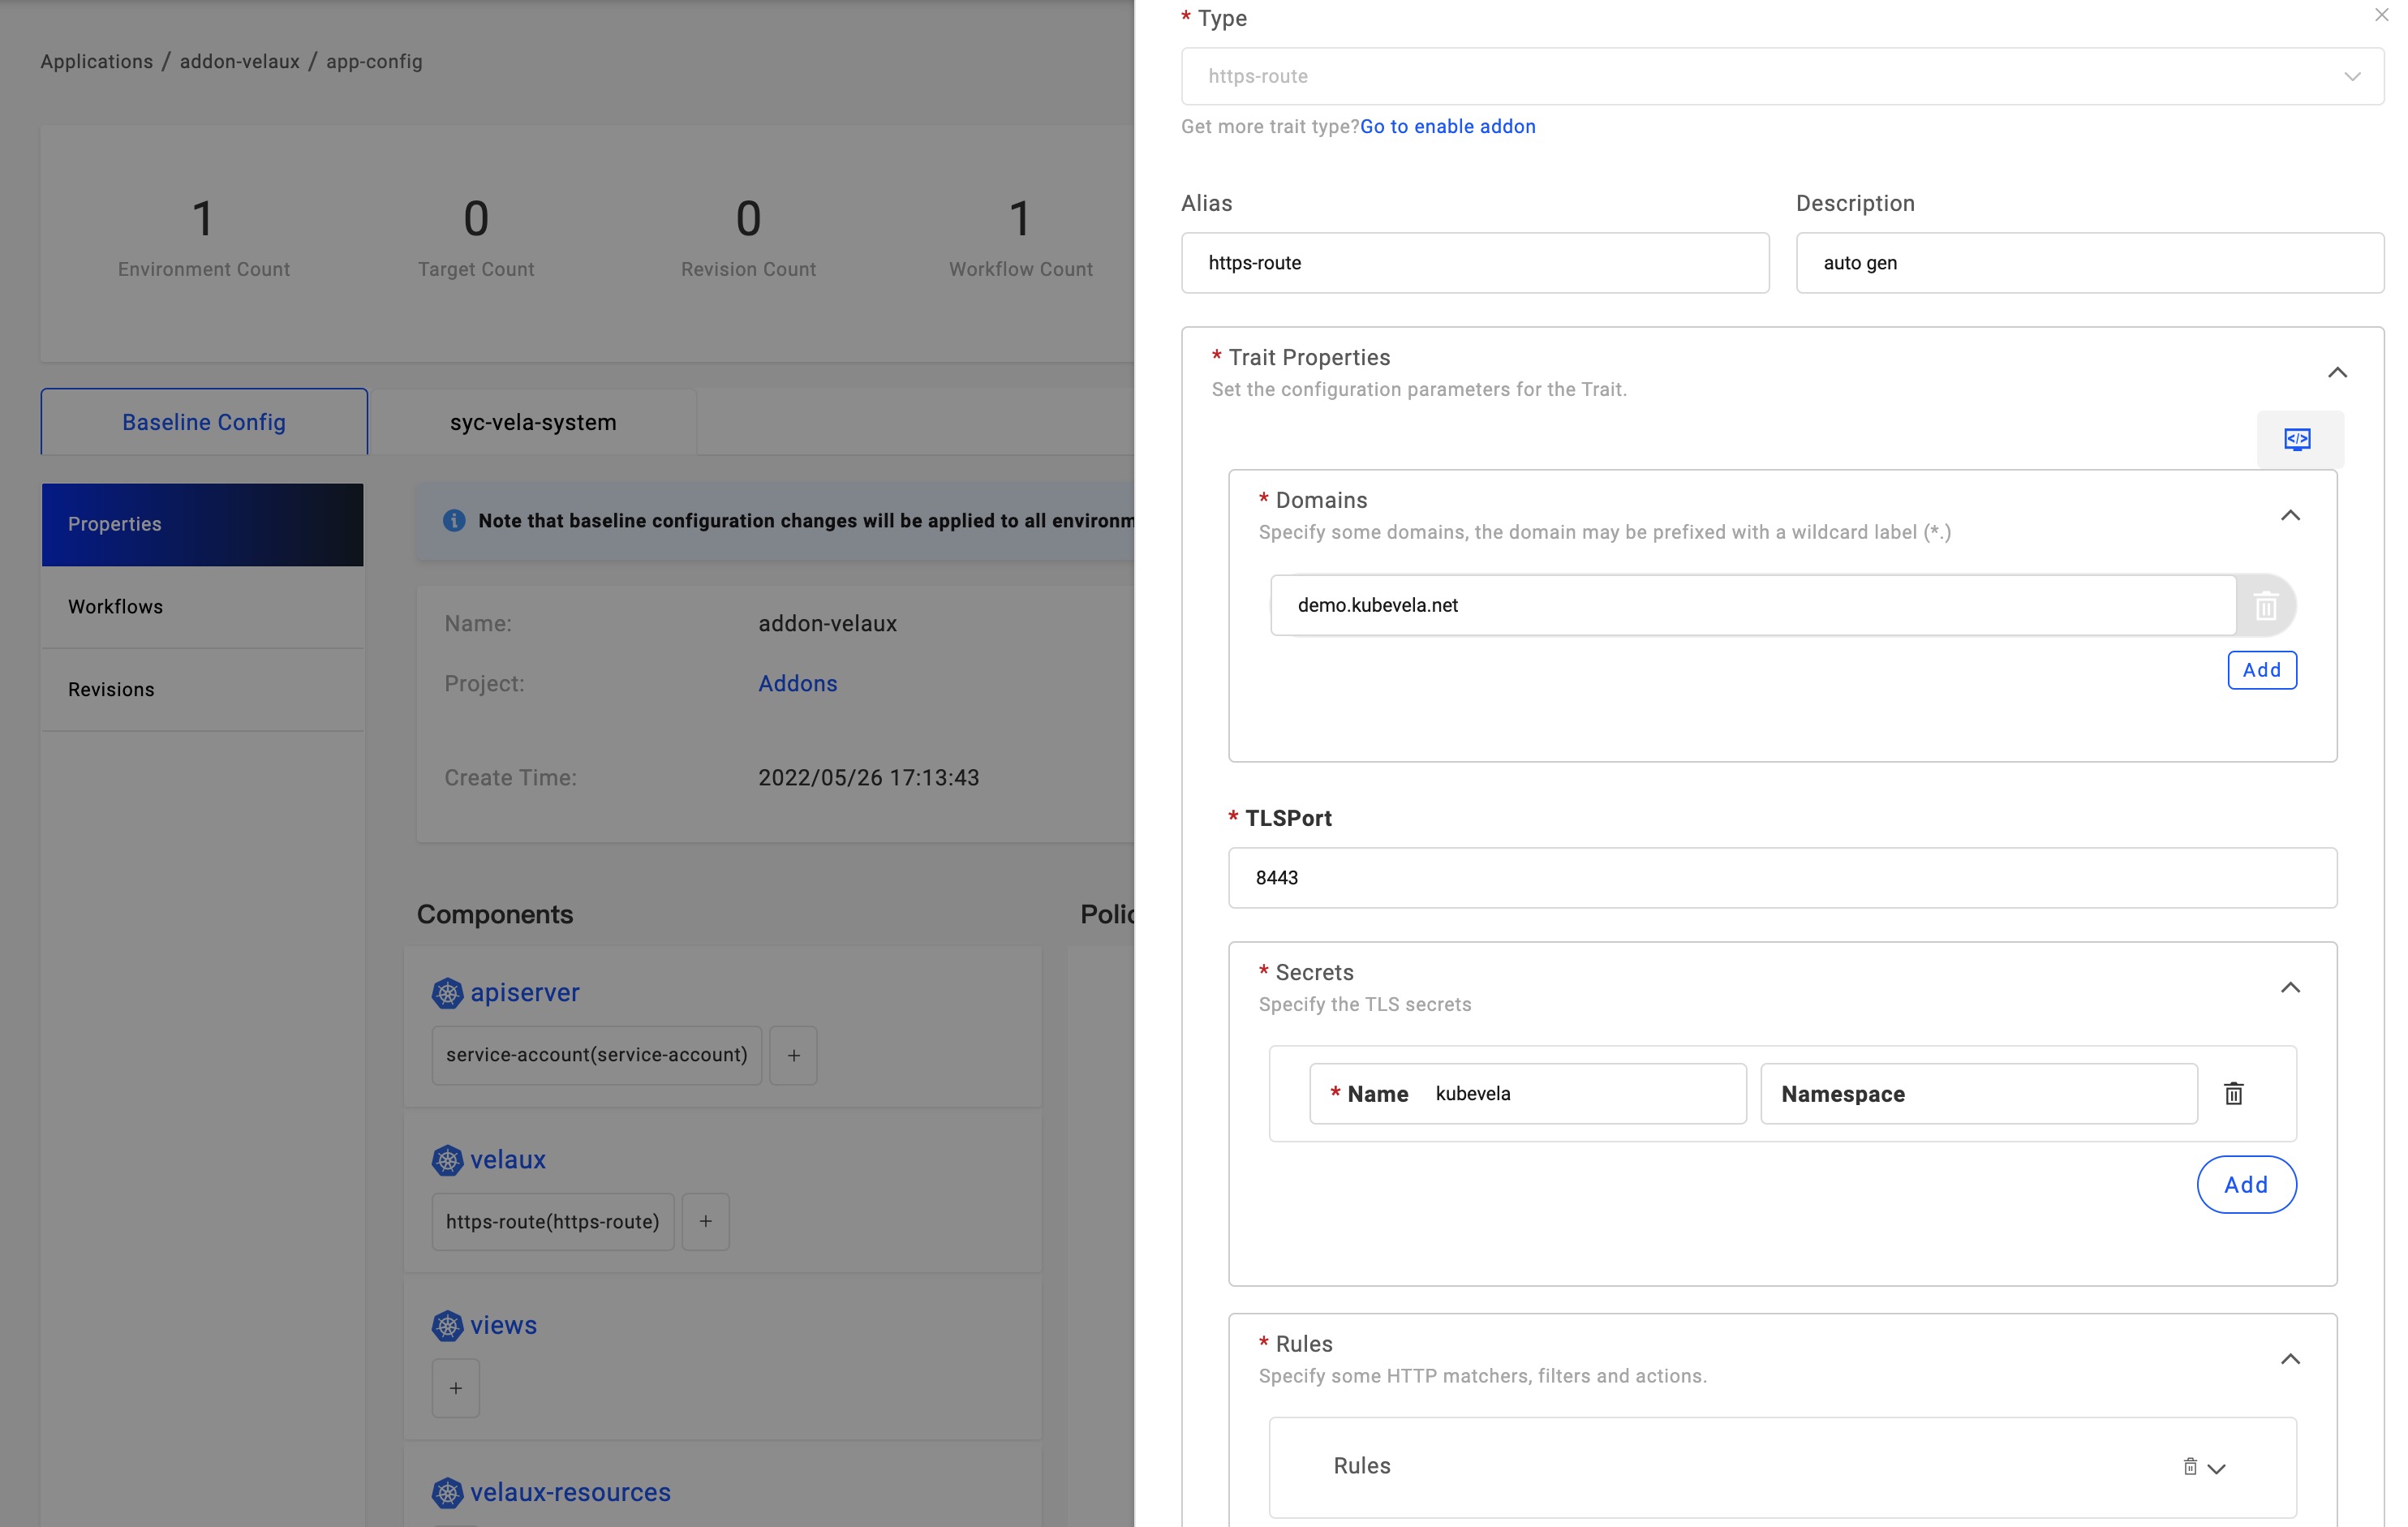 Applications / addon-velaux / app-config
1
Environment Count
0
Target Count
0
Revision Count
1
Workflow Count
Baseline Config
syc-vela-system
Properties
Workflows
Revisions
Note that baseline configuration changes will be applied to all environm
Name:
addon-velaux
Project:
Addons
Create Time:
2022/05/26 17:13:43
Components
Polic
apiserver
service-account(service-account)
+
velaux
https-route(https-route)
+
views
+
velaux-resources
* Type
https-route
Get more trait type?Go to enable addon
Alias
https-route
Description
auto gen
* Trait Properties
Set the configuration parameters for the Trait.
</>
* Domains
Specify some domains, the domain may be prefixed with a wildcard label (*.)
demo.kubevela.net
Add
* TLSPort
8443
* Secrets
Specify the TLS secrets
* Name kubevela
Namespace
Add
* Rules
Specify some HTTP matchers, filters and actions.
Rules